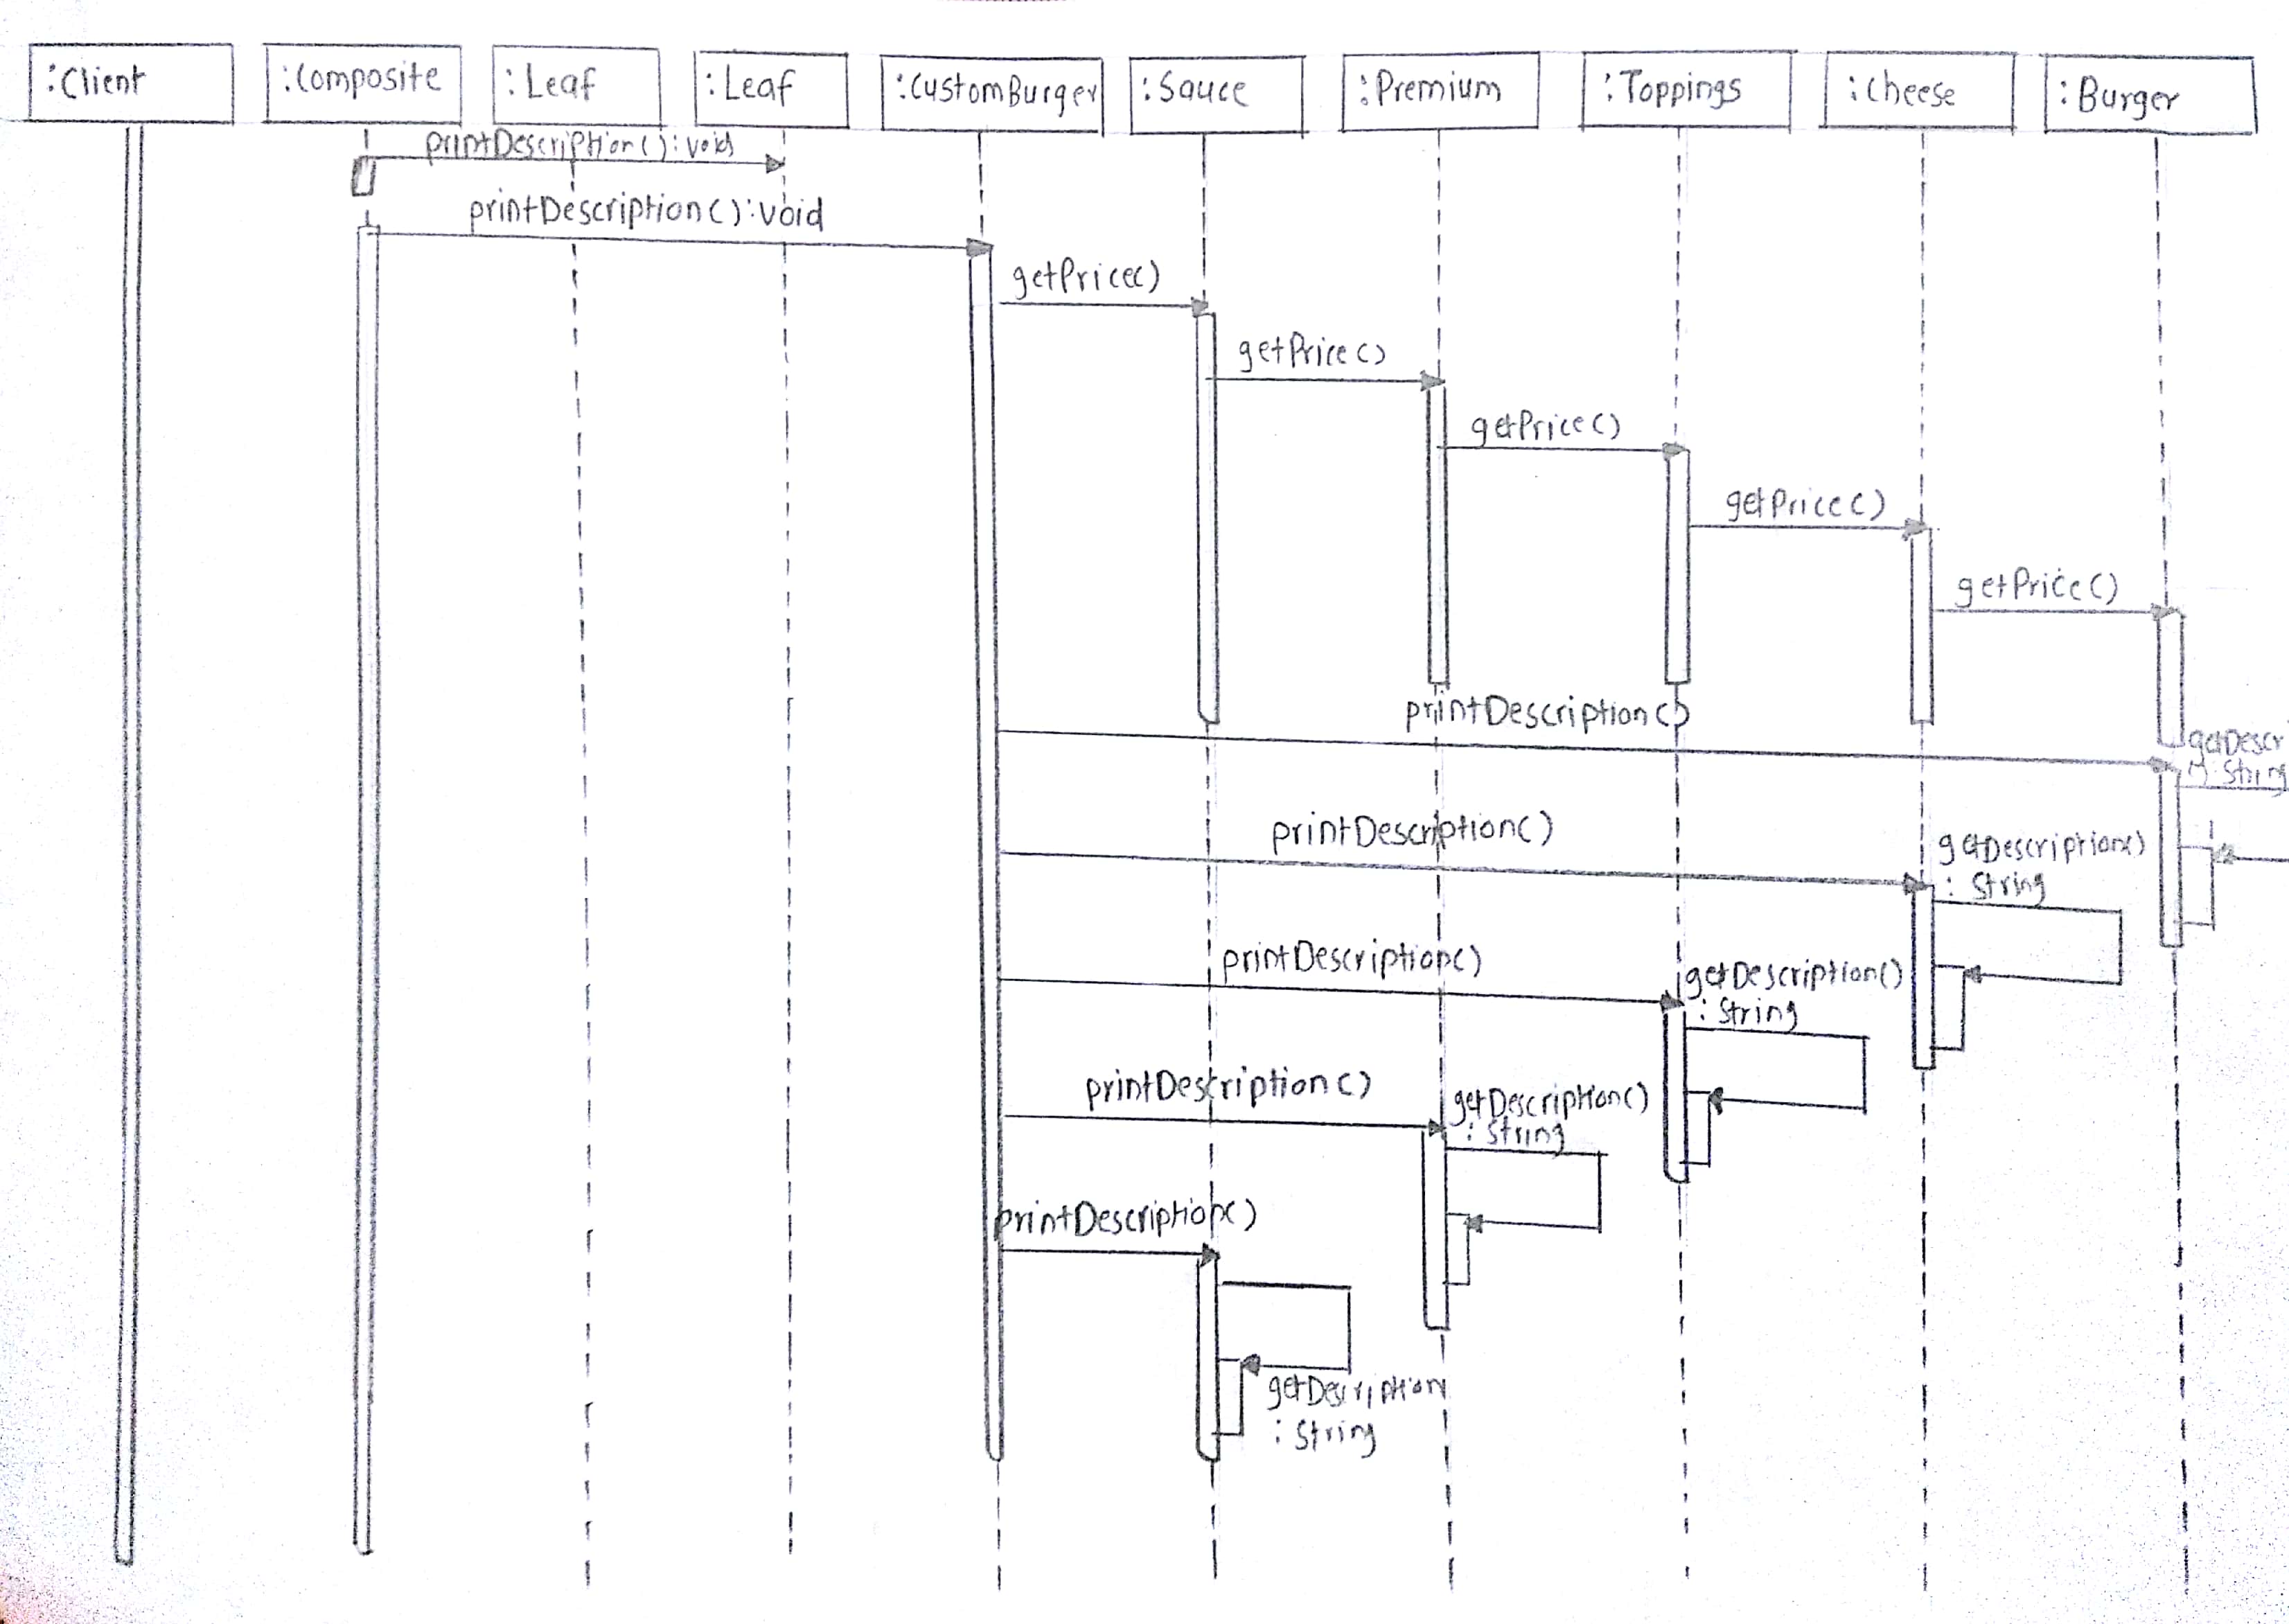 :Client
:Composite
:Leaf
:Leaf
:CustomBurger
:Sauce
:Premium
:Toppings
:Cheese
:Burger
printDescription():void
printDescription():void
getPrice()
getPrice()
getPrice()
getPrice()
getPrice()
printDescription()
getDescr
): String
printDescription()
getDescription()
: String
printDescription()
getDescription()
: String
printDescription()
getDescription()
: String
printDescription()
getDescription
: String